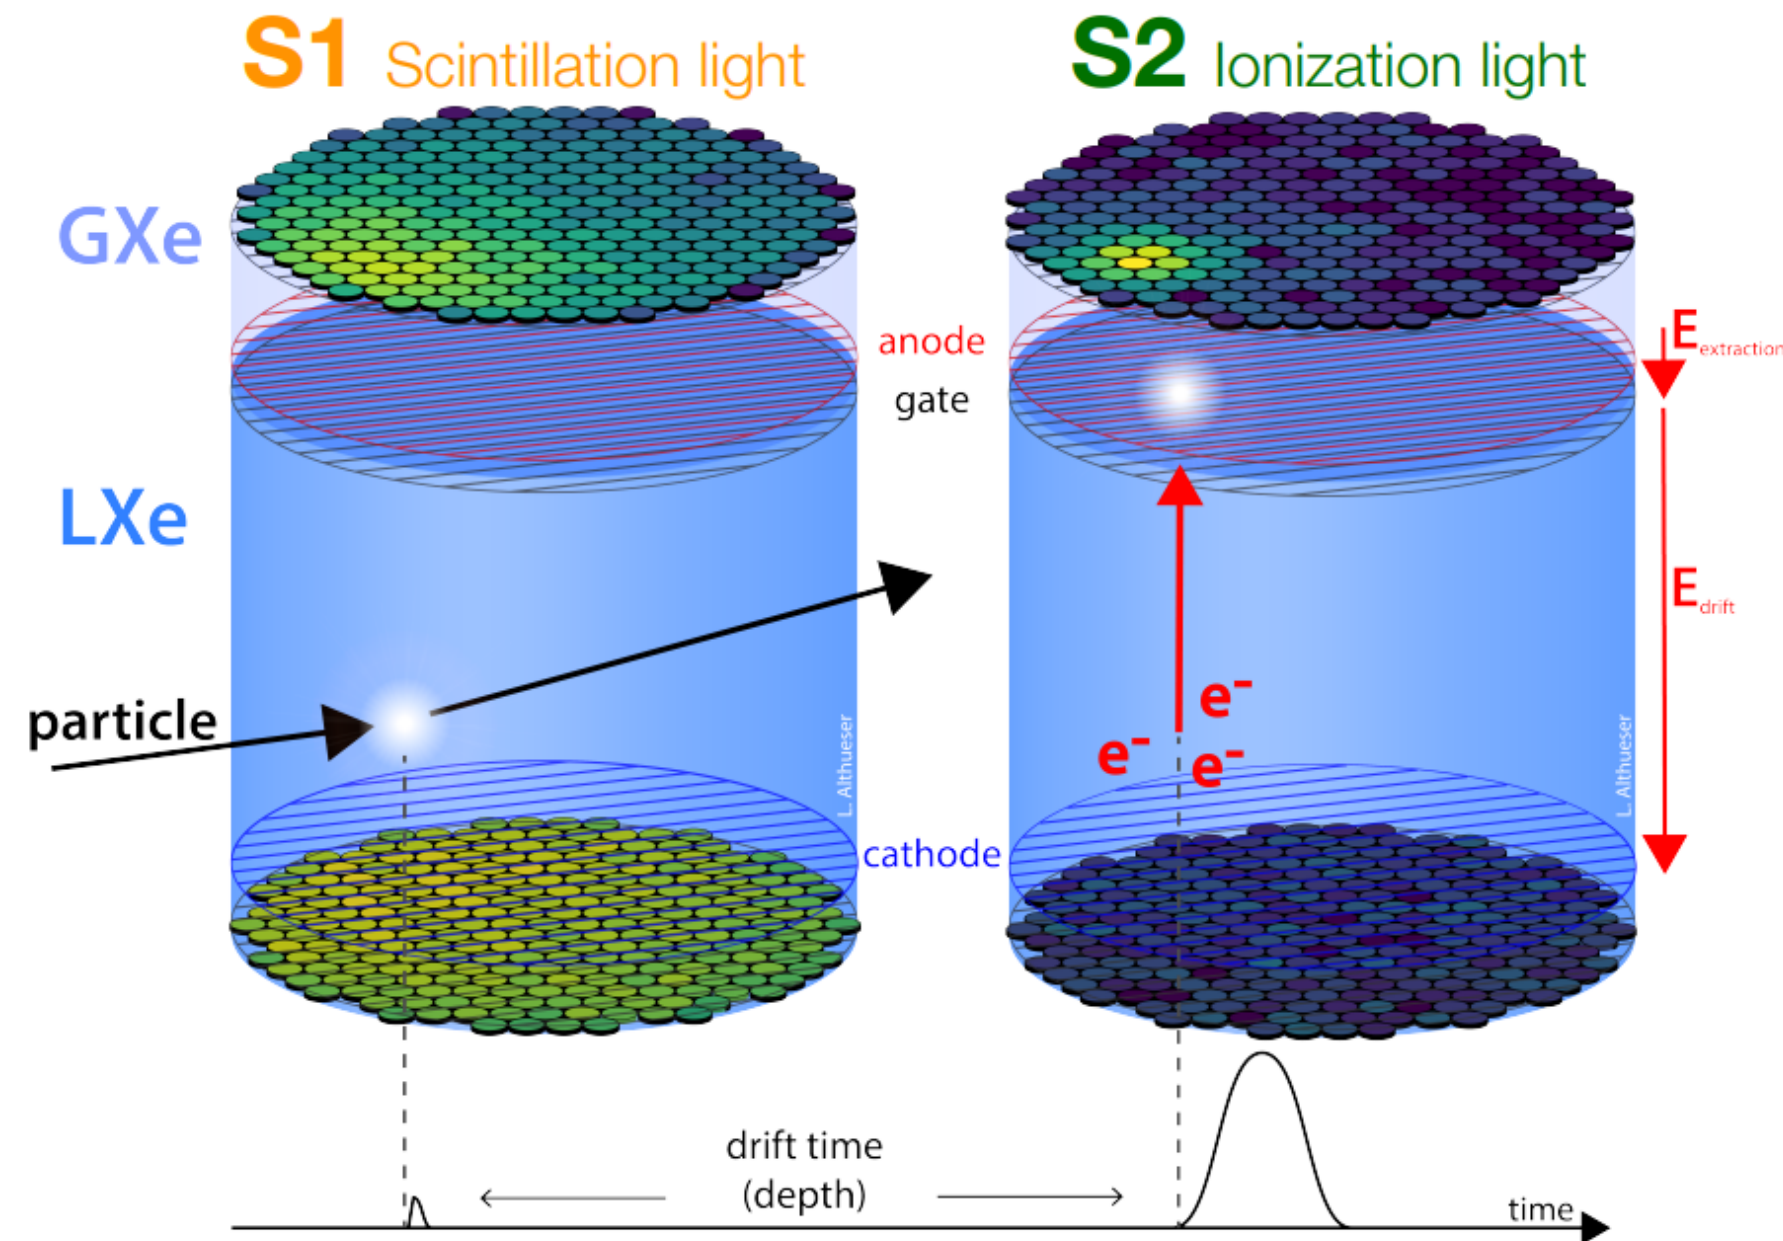 S1 Scintillation light
S2 Ionization light
GXe
anode
gate
E extraction
LXe
E drift
particle
e-
e-
e-
L. Althueser
L. Althueser
cathode
drift time
(depth)
time